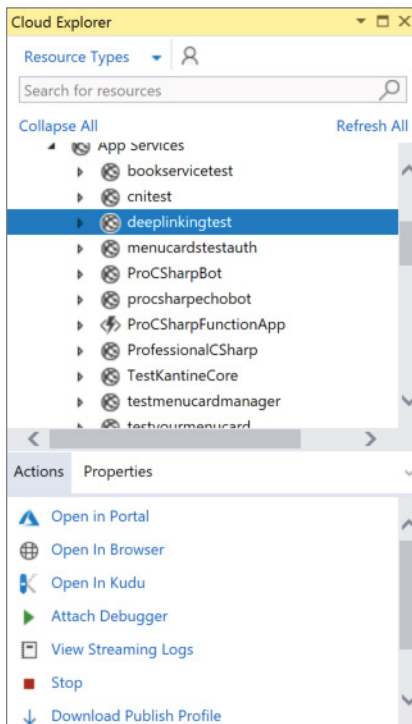 Cloud Explorer
Resource Types
Search for resources
Collapse All Refresh All
App Services
bookservicetest
cnitest
deeplinkingtest
menucardstestauth
ProCSharpBot
procsharpechobot
ProCSharpFunctionApp
ProfessionalCSharp
TestKantineCore
testmenucardmanager
testyourmenucard
Actions Properties
Open in Portal
Open In Browser
Open In Kudu
Attach Debugger
View Streaming Logs
Stop
Download Publish Profile